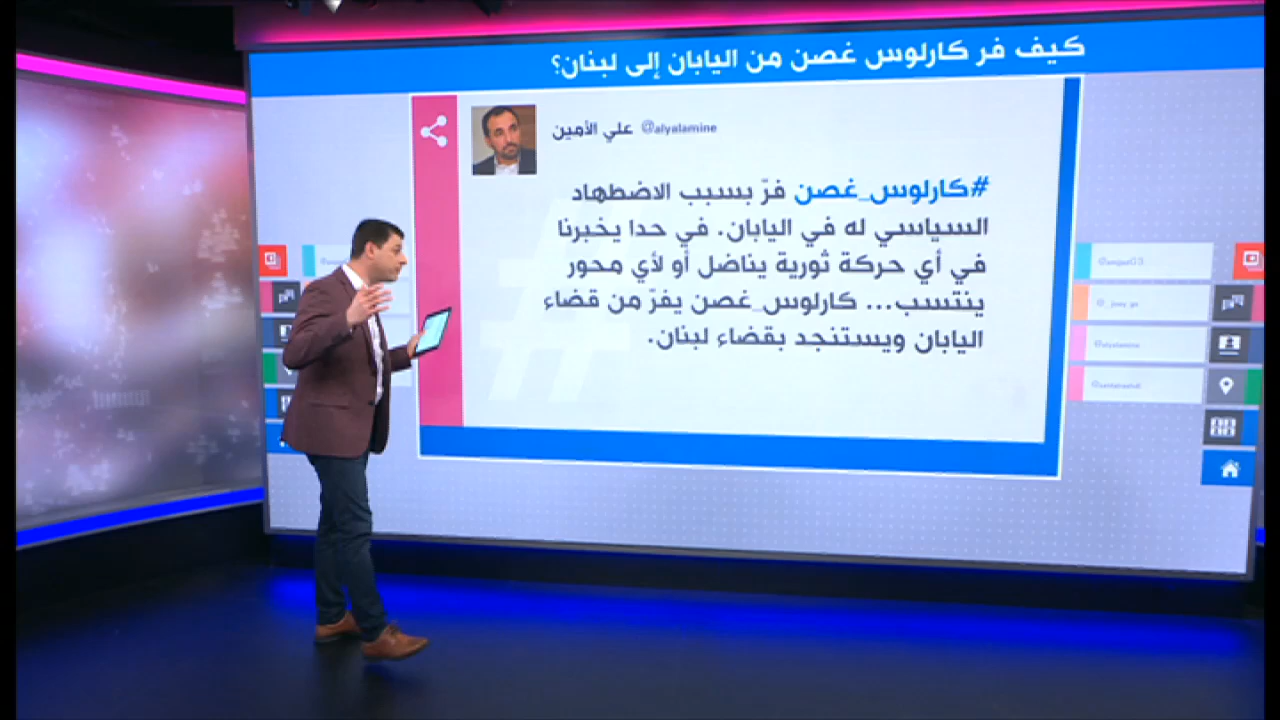 كيف فر كارلوس غصن من اليابان إلى لبنان؟
علي الأمين @alyalamine
#كارلوس_غصن فرّ بسبب الاضطهاد
السياسي له في اليابان. في حدا يخبرنا
في أي حركة ثورية يناضل أو لأي محور
ينتسب... كارلوس_غصن يفرّ من قضاء
اليابان ويستنجد بقضاء لبنان.
@alyalamine